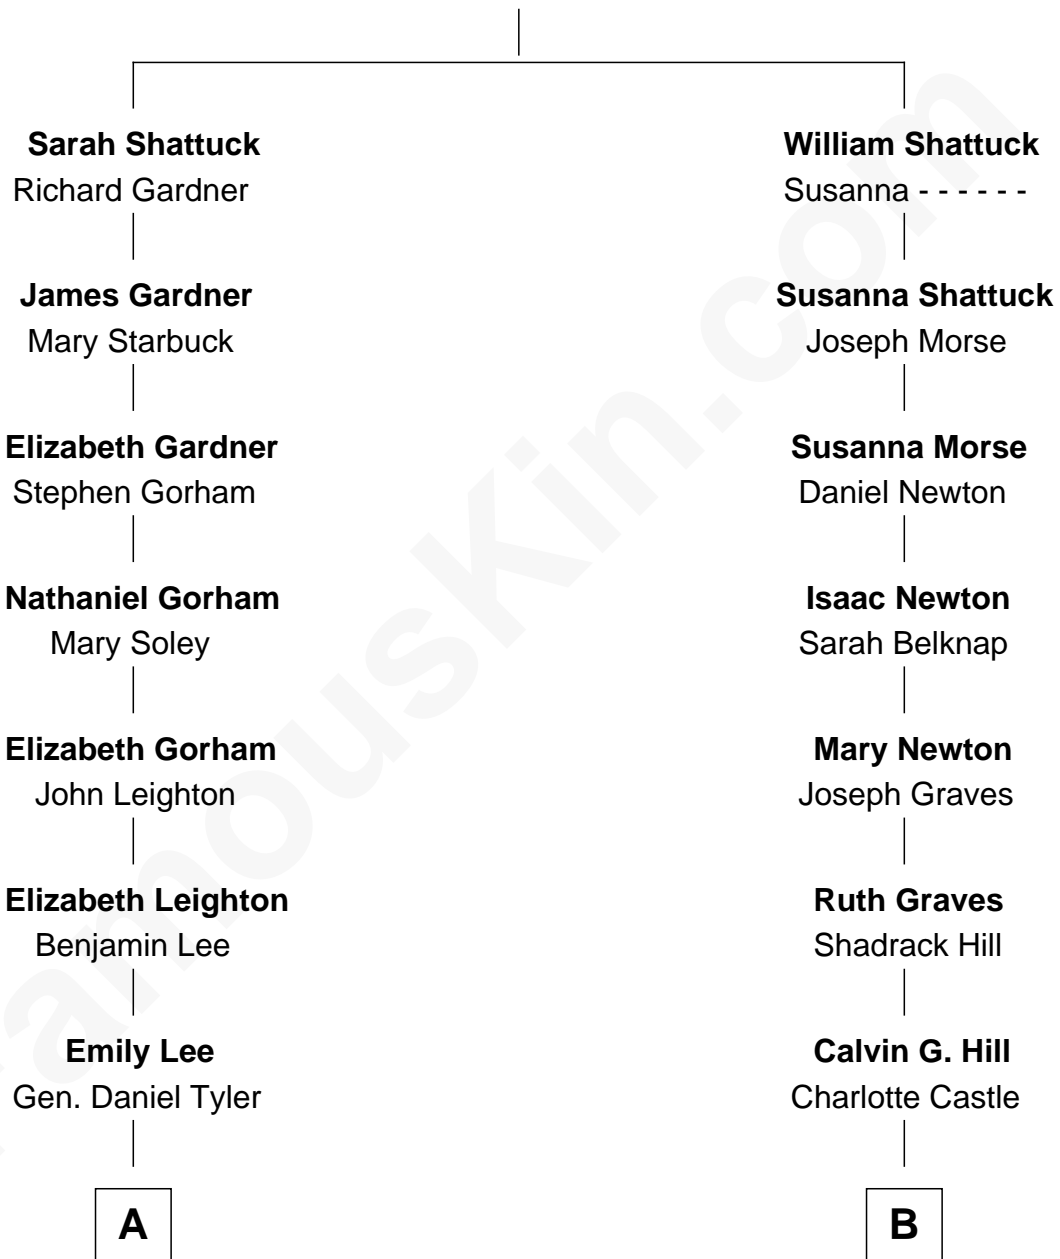 Sarah Shattuck
Richard Gardner
James Gardner
Mary Starbuck
Elizabeth Gardner
Stephen Gorham
Nathaniel Gorham
Mary Soley
Elizabeth Gorham
John Leighton
Elizabeth Leighton
Benjamin Lee
Emily Lee
Gen. Daniel Tyler
A
William Shattuck
Susanna - - - - - -
Susanna Shattuck
Joseph Morse
Susanna Morse
Daniel Newton
Isaac Newton
Sarah Belknap
Mary Newton
Joseph Graves
Ruth Graves
Shadrack Hill
Calvin G. Hill
Charlotte Castle
B
FamousKin.com